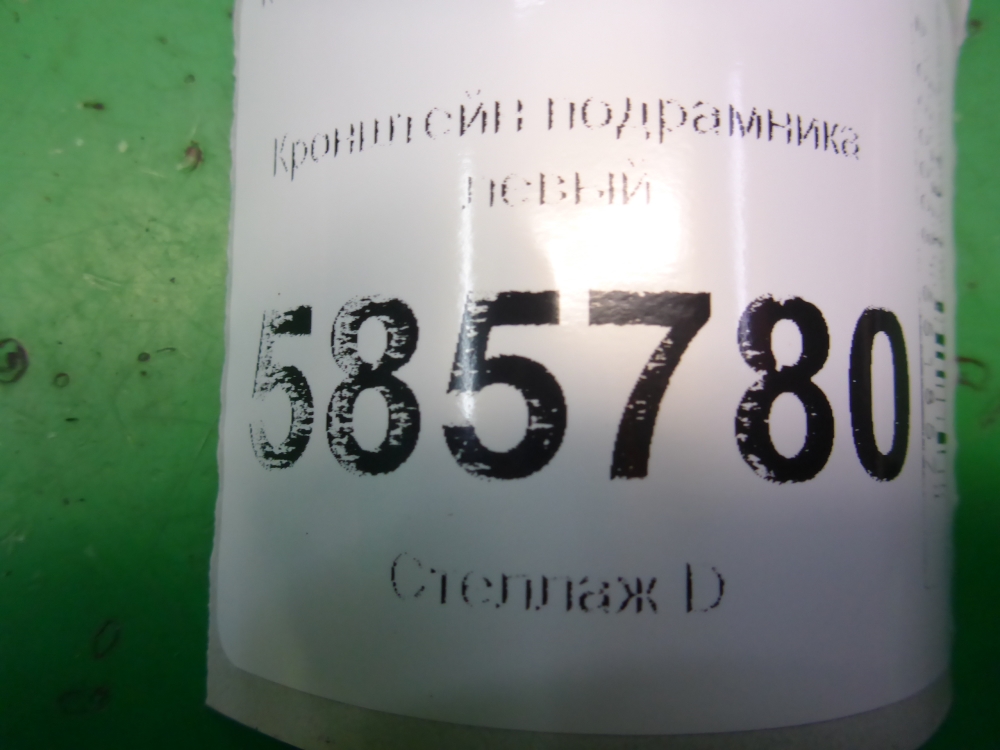 Кронштейн подрамника
левый
585780
Стеллаж D